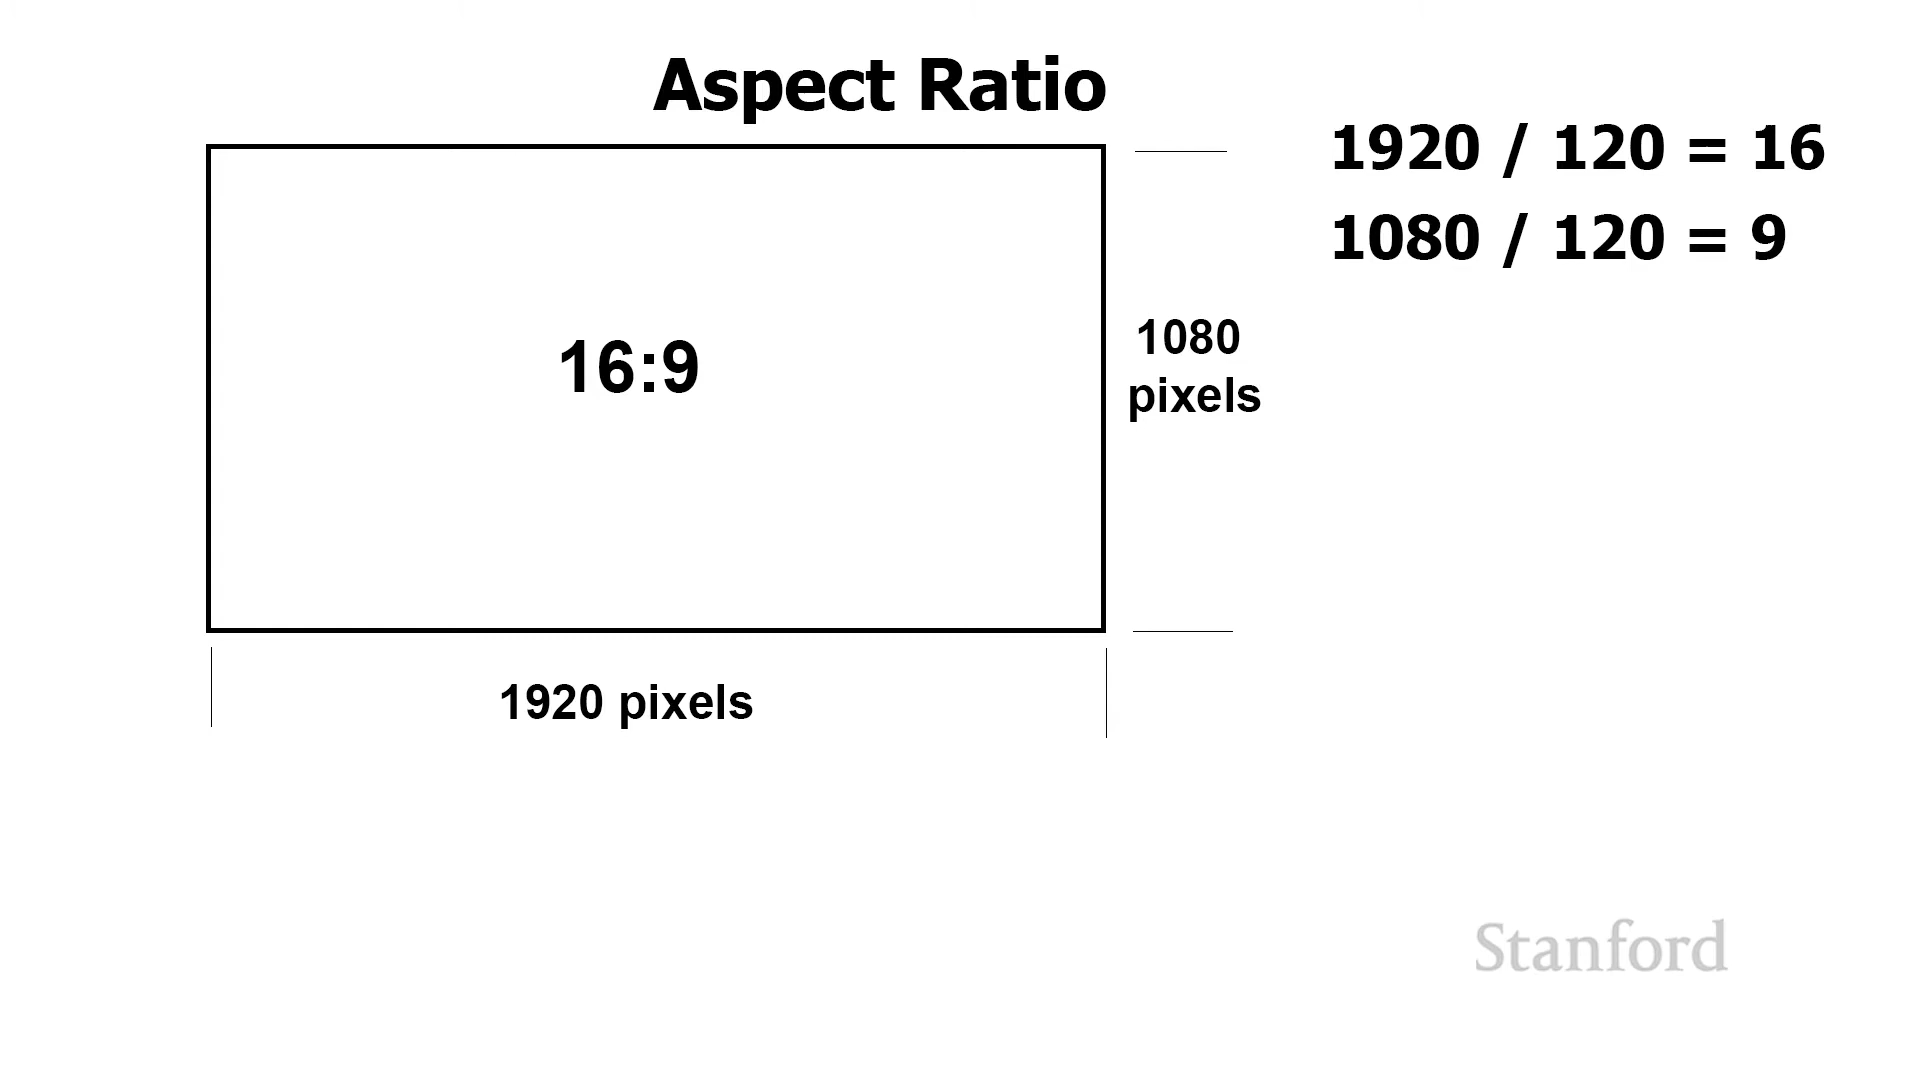 Aspect Ratio
1920 / 120 = 16
1080 / 120 = 9
16:9
1080
pixels
1920 pixels
Stanford